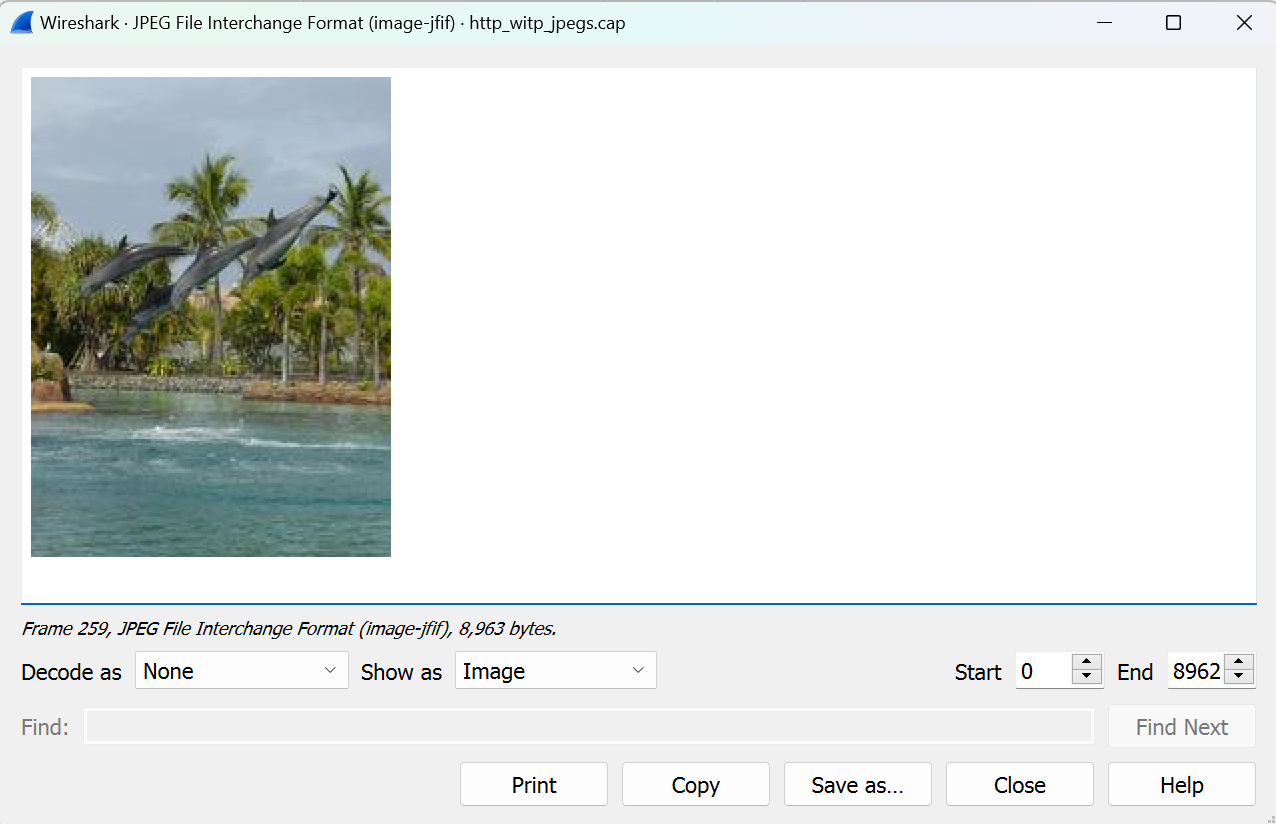 Wireshark · JPEG File Interchange Format (image-jfif) · http_witp_jpegs.cap
Frame 259, JPEG File Interchange Format (image-jfif), 8,963 bytes.
Decode as None Show as Image Start 0 End 8962
Find: Find Next
Print Copy Save as... Close Help